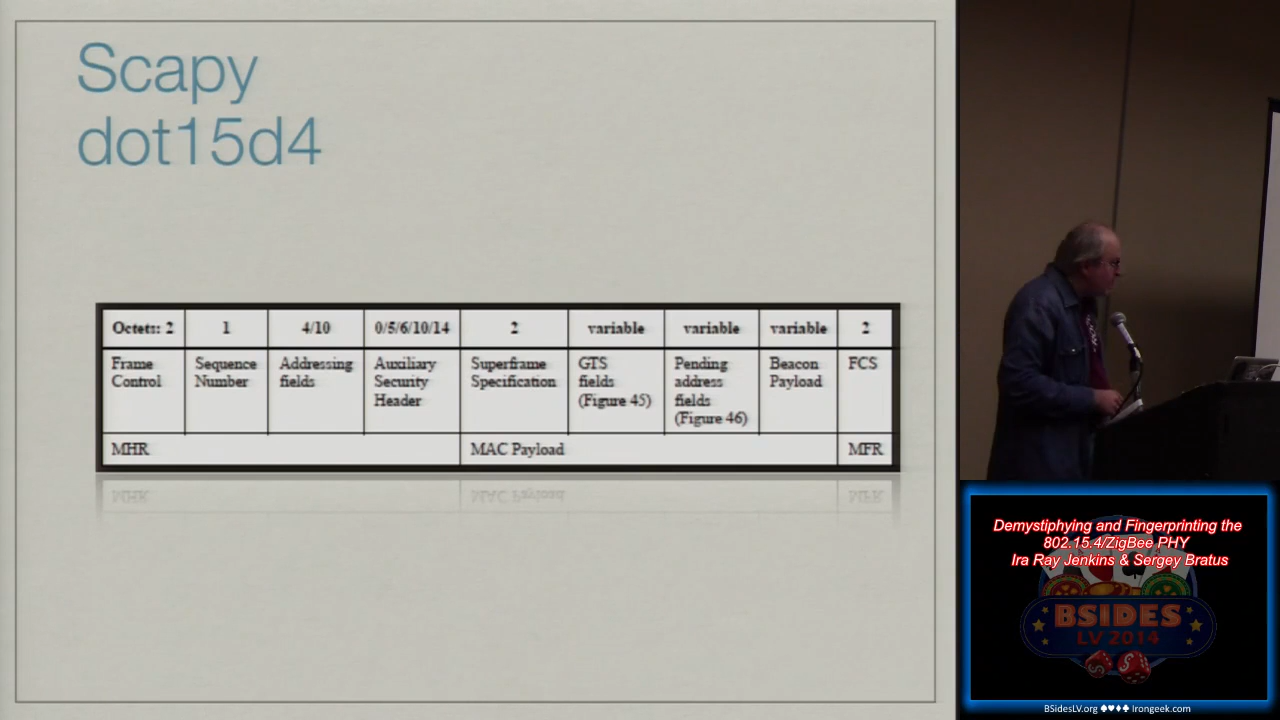 Scapy
dot15d4
Octets: 2 1 4/10 0/5/6/10/14 2 variable variable variable 2
Frame Control Sequence Number Addressing fields Auxiliary Security Header Superframe Specification GTS fields (Figure 45) Pending address fields (Figure 46) Beacon Payload FCS
MHR MAC Payload MFR
Demystiphying and Fingerprinting the
802.15.4/ZigBee PHY
Ira Ray Jenkins & Sergey Bratus
BSIDES
LV 2014
BSidesLV.org ♠♥♦♣ Irongeek.com